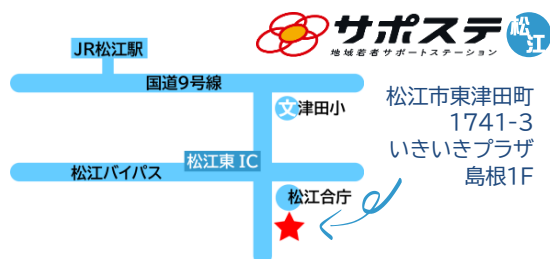 サポステ
松江
地域若者サポートステーション
JR松江駅
国道9号線
文 津田小
松江東 IC
松江バイパス
松江合庁
松江市東津田町
1741-3
いきいきプラザ
島根1F